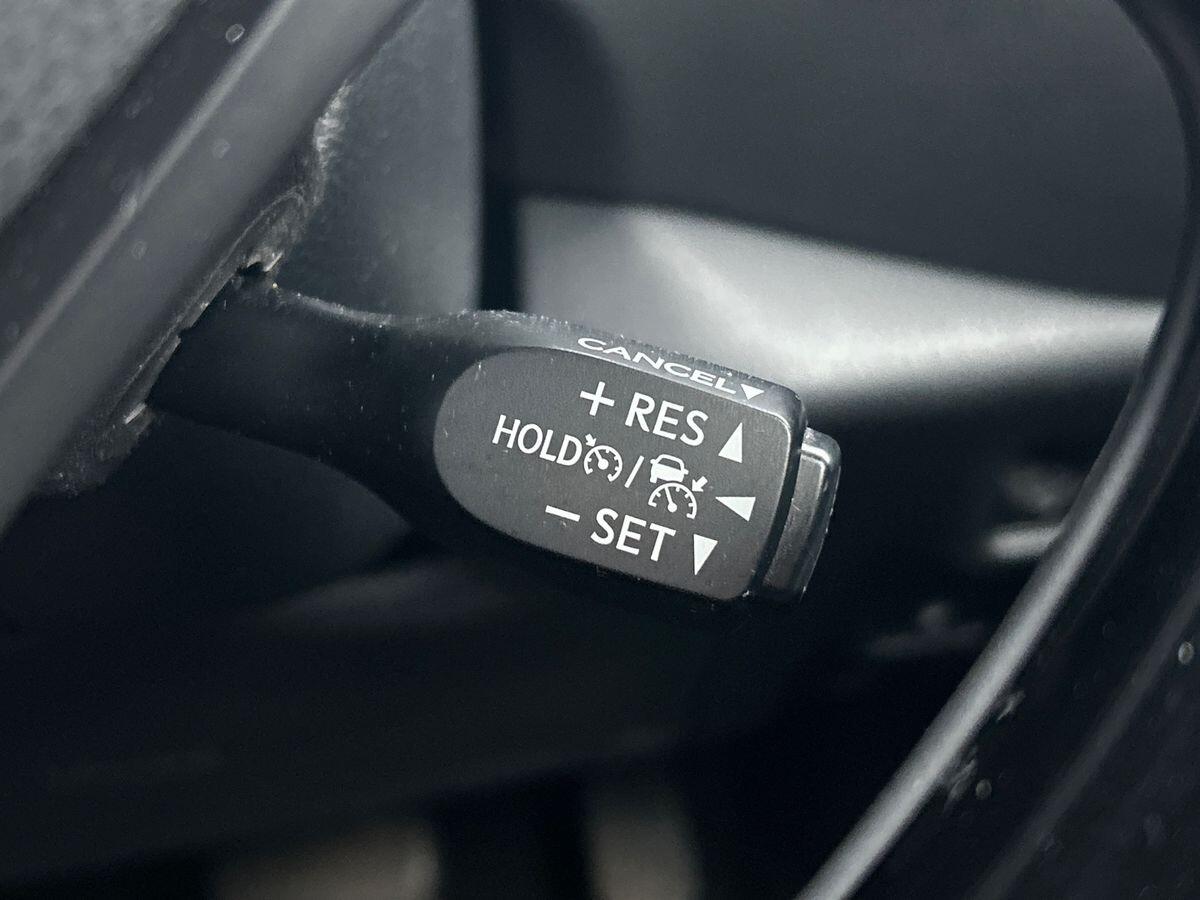 CANCEL▼
+ RES ▲
HOLD / ◀
− SET ▼